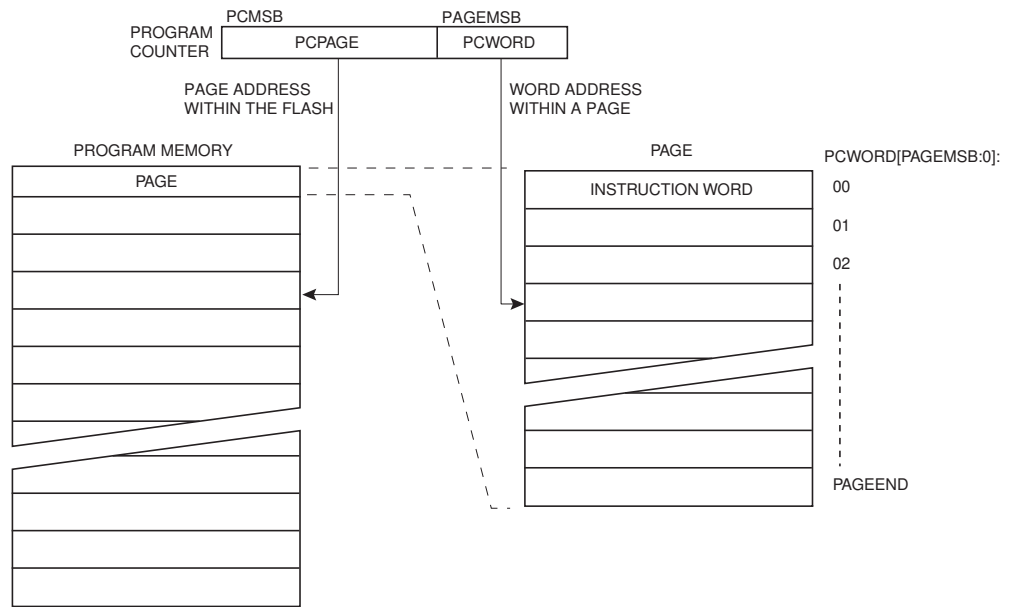 PCMSB
PAGEMSB
PROGRAM
COUNTER
PCPAGE
PCWORD
PAGE ADDRESS
WITHIN THE FLASH
WORD ADDRESS
WITHIN A PAGE
PROGRAM MEMORY
PAGE
PAGE
PCWORD[PAGEMSB:0]:
INSTRUCTION WORD
00
01
02
PAGEEND